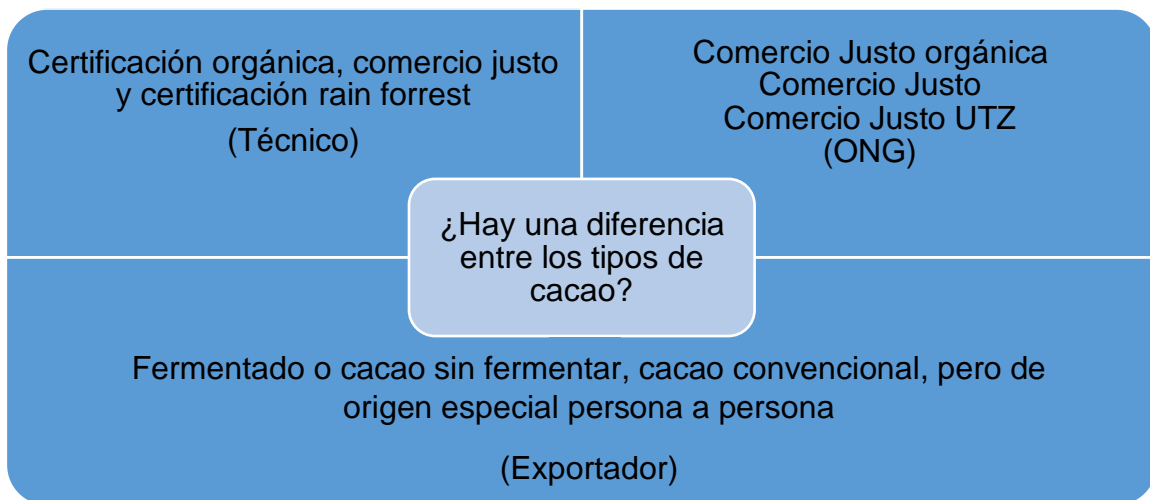 Certificación orgánica, comercio justo
y certificación rain forrest
(Técnico)
Comercio Justo orgánica
Comercio Justo
Comercio Justo UTZ
(ONG)
¿Hay una diferencia
entre los tipos de
cacao?
Fermentado o cacao sin fermentar, cacao convencional, pero de
origen especial persona a persona
(Exportador)